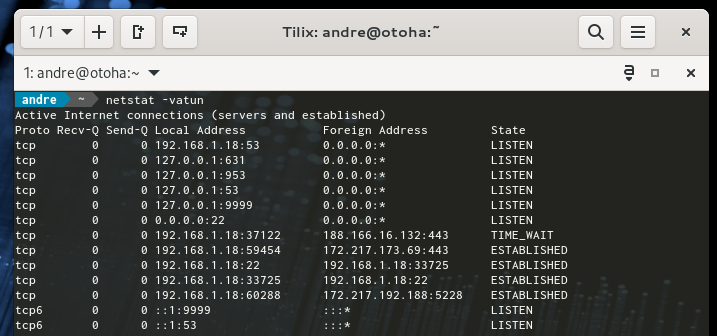 1/1 Tilix: andre@otoha:~
1: andre@otoha:~ a
andre ~ netstat -vatun
Active Internet connections (servers and established)
Proto Recv-Q Send-Q Local Address Foreign Address State
tcp 0 0 192.168.1.18:53 0.0.0.0:* LISTEN
tcp 0 0 127.0.0.1:631 0.0.0.0:* LISTEN
tcp 0 0 127.0.0.1:953 0.0.0.0:* LISTEN
tcp 0 0 127.0.0.1:53 0.0.0.0:* LISTEN
tcp 0 0 127.0.0.1:9999 0.0.0.0:* LISTEN
tcp 0 0 0.0.0.0:22 0.0.0.0:* LISTEN
tcp 0 0 192.168.1.18:37122 188.166.16.132:443 TIME_WAIT
tcp 0 0 192.168.1.18:59454 172.217.173.69:443 ESTABLISHED
tcp 0 0 192.168.1.18:22 192.168.1.18:33725 ESTABLISHED
tcp 0 0 192.168.1.18:33725 192.168.1.18:22 ESTABLISHED
tcp 0 0 192.168.1.18:60288 172.217.192.188:5228 ESTABLISHED
tcp6 0 0 ::1:9999 :::* LISTEN
tcp6 0 0 ::1:53 :::* LISTEN